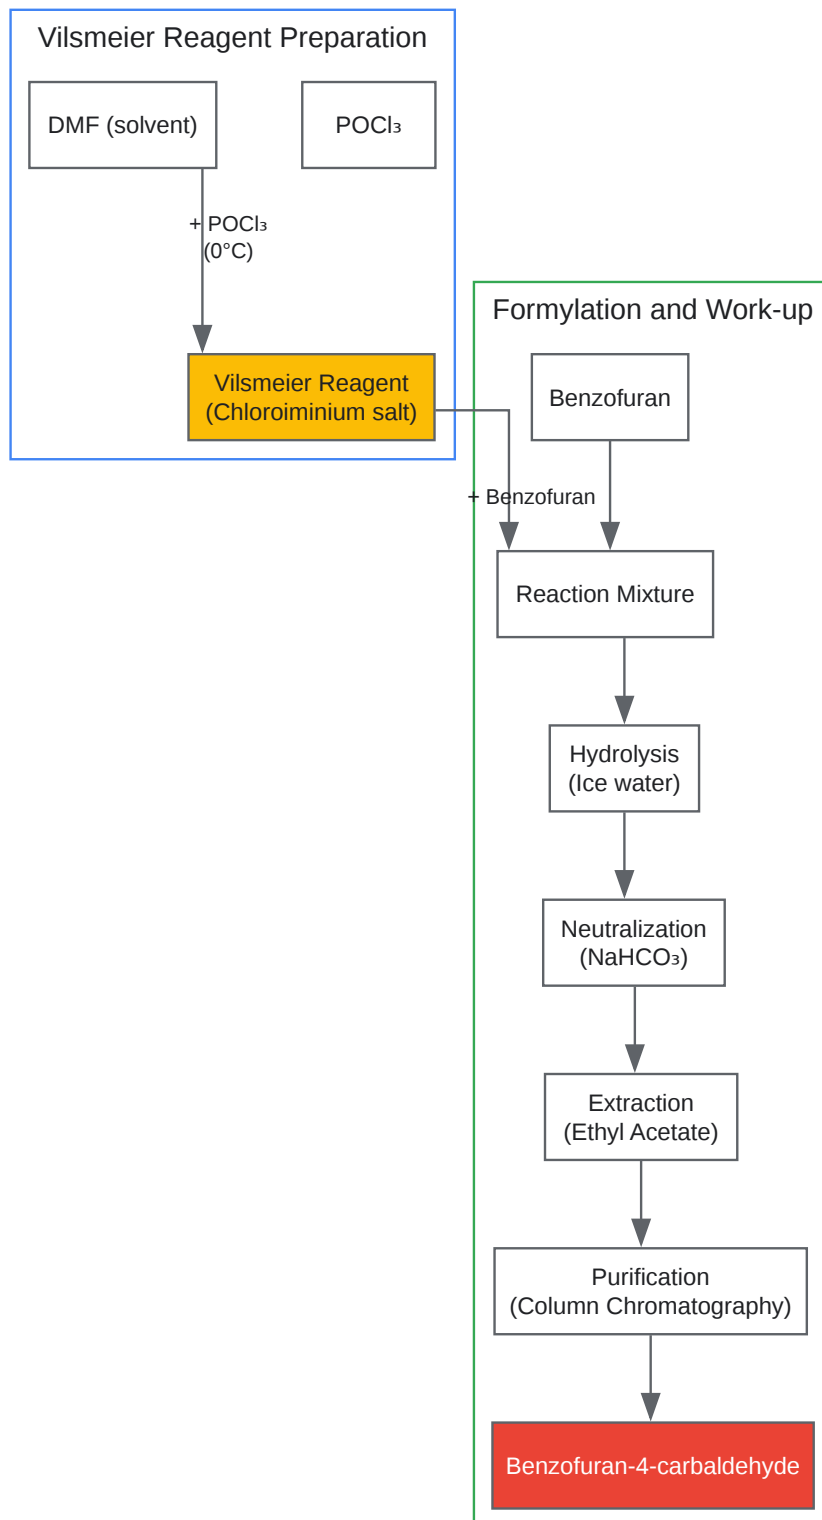 Vilsmeier Reagent Preparation
DMF (solvent)
POCl₃
+ POCl₃
(0°C)
Vilsmeier Reagent
(Chloroiminium salt)
Formylation and Work-up
Benzofuran
+ Benzofuran
Reaction Mixture
Hydrolysis
(Ice water)
Neutralization
(NaHCO₃)
Extraction
(Ethyl Acetate)
Purification
(Column Chromatography)
Benzofuran-4-carbaldehyde